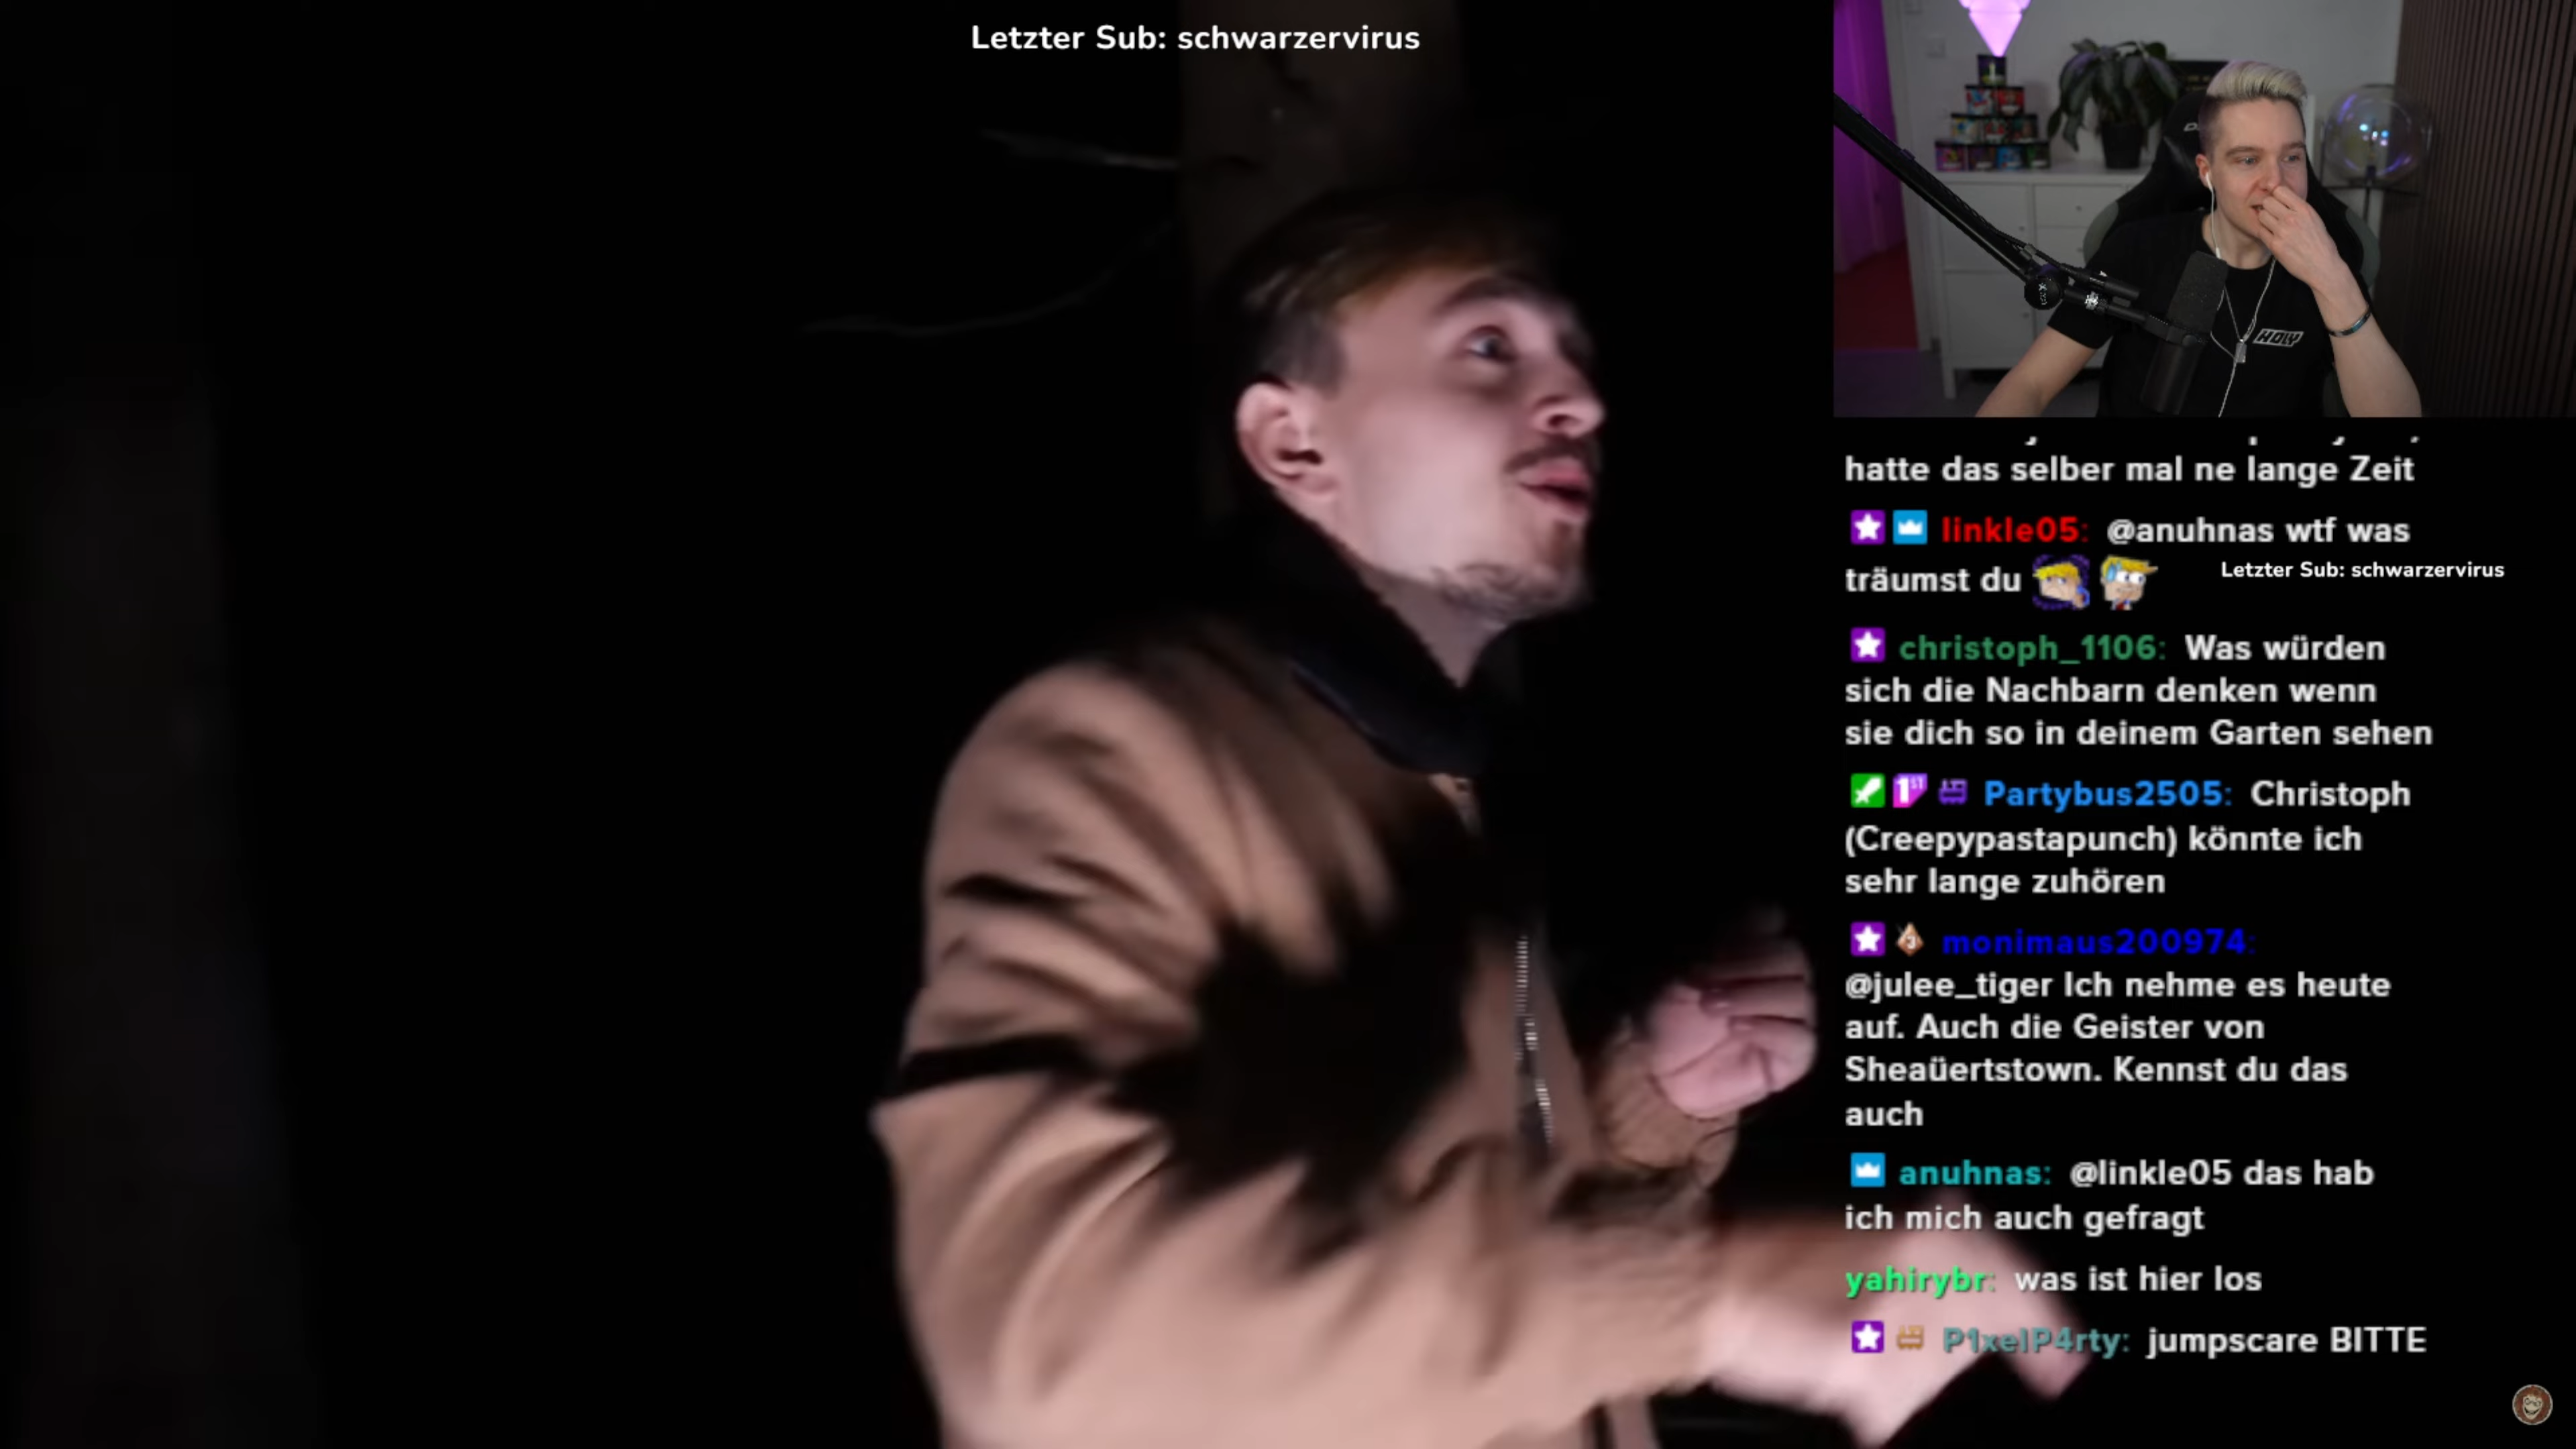 Letzter Sub: schwarzervirus
HOLY
hatte das selber mal ne lange Zeit
linkle05: @anuhnas wtf was
träumst du
Letzter Sub: schwarzervirus
christoph_1106: Was würden
sich die Nachbarn denken wenn
sie dich so in deinem Garten sehen
1ST Partybus2505: Christoph
(Creepypastapunch) könnte ich
sehr lange zuhören
3 monimaus200974:
@julee_tiger Ich nehme es heute
auf. Auch die Geister von
Sheaüertstown. Kennst du das
auch
anuhnas: @linkle05 das hab
ich mich auch gefragt
yahirybr: was ist hier los
P1xelP4rty: jumpscare BITTE